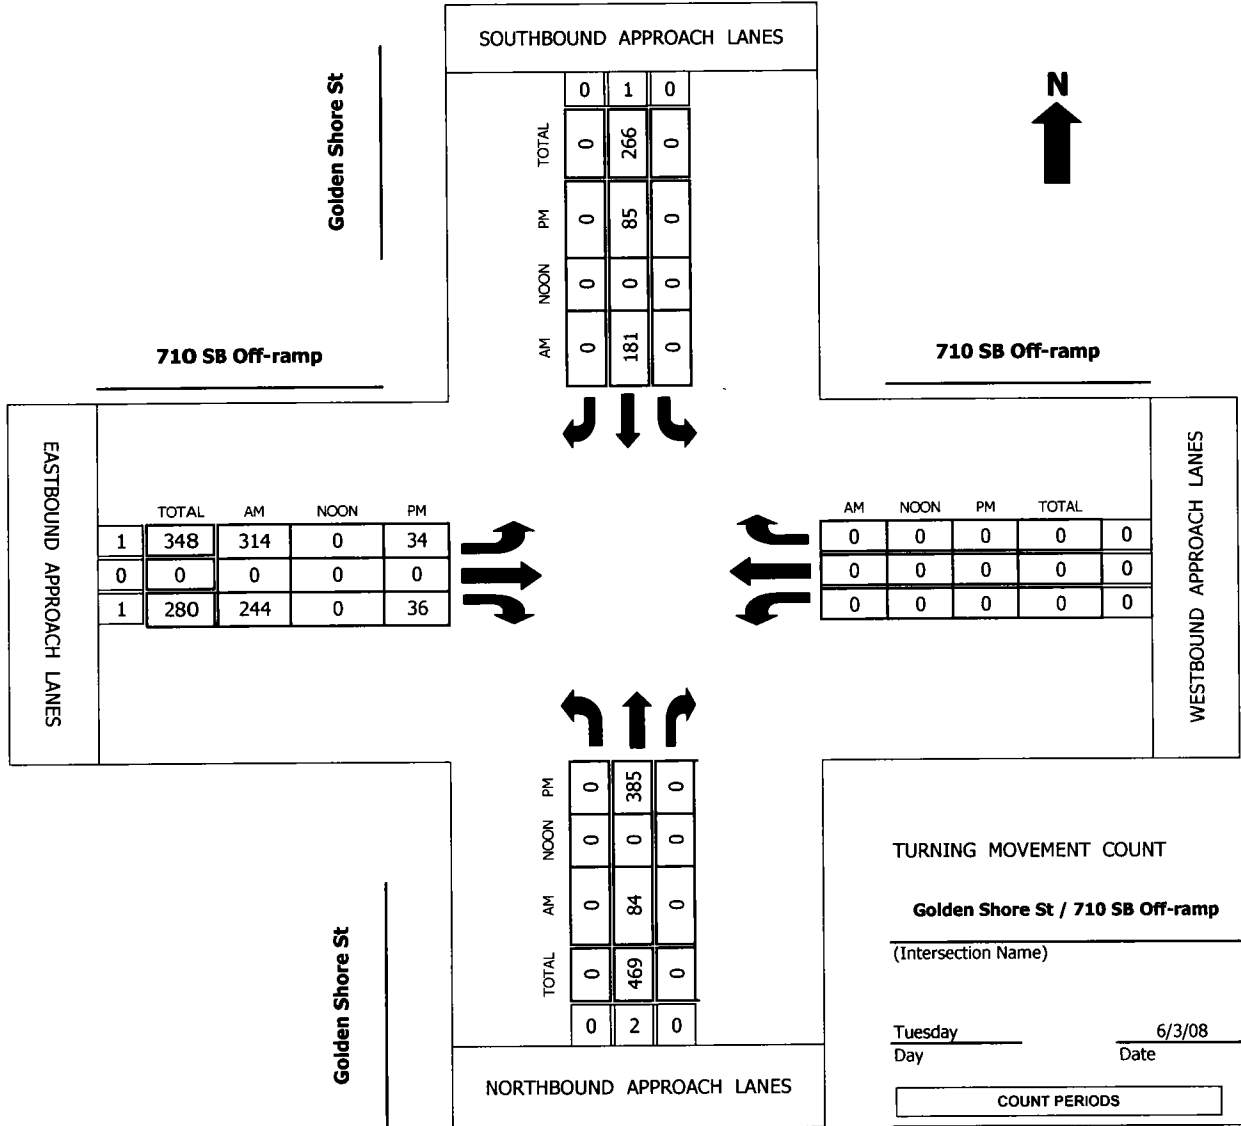 SOUTHBOUND APPROACH LANES
0 1 0
TOTAL 0 266 0
PM 0 85 0
NOON 0 0 0
AM 0 181 0
Golden Shore St
N
710 SB Off-ramp
710 SB Off-ramp
EASTBOUND APPROACH LANES
TOTAL AM NOON PM
1 348 314 0 34
0 0 0 0 0
1 280 244 0 36
AM NOON PM TOTAL
0 0 0 0 0
0 0 0 0 0
0 0 0 0 0
WESTBOUND APPROACH LANES
PM 0 385 0
NOON 0 0 0
AM 0 84 0
TOTAL 0 469 0
0 2 0
NORTHBOUND APPROACH LANES
Golden Shore St
TURNING MOVEMENT COUNT
Golden Shore St / 710 SB Off-ramp
(Intersection Name)
Tuesday 6/3/08
Day Date
COUNT PERIODS